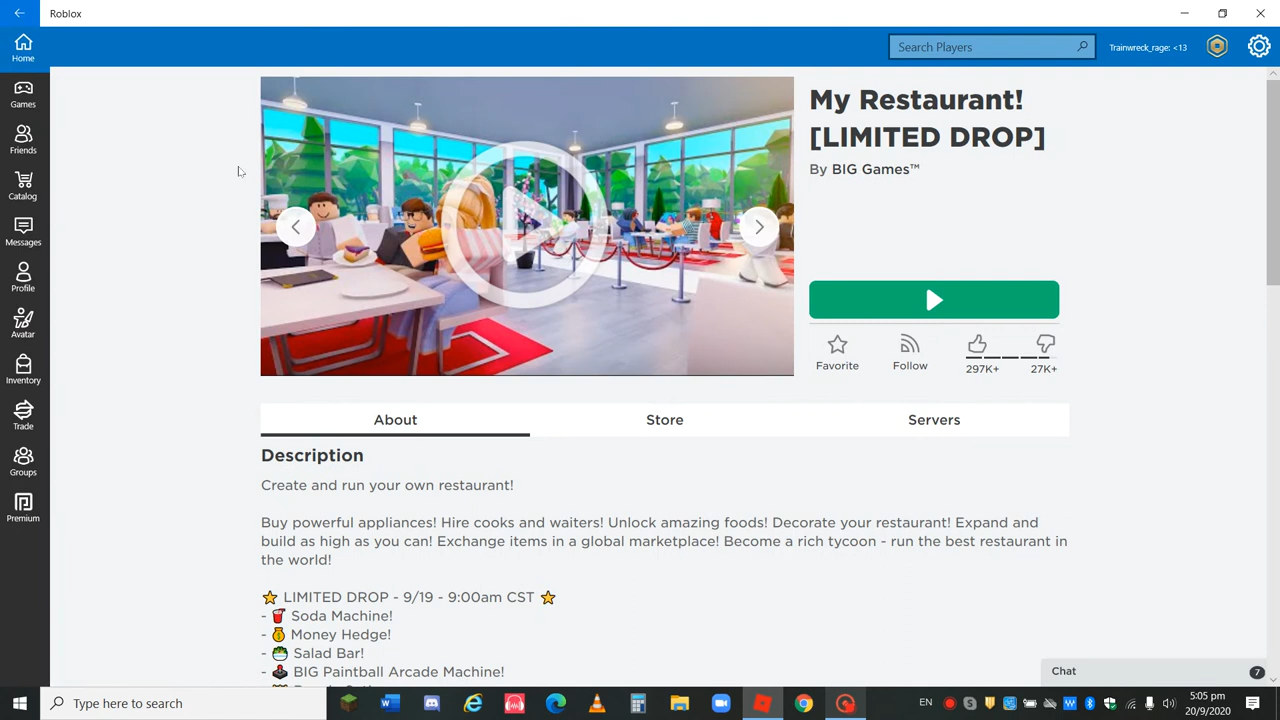 Roblox
Home
Search Players
Trainwreck_rage: <13
Games
Friends
Catalog
Messages
Profile
Avatar
Inventory
Trade
Groups
Premium
My Restaurant!
[LIMITED DROP]
By BIG Games™
Favorite
Follow
297K+
27K+
About
Store
Servers
Description
Create and run your own restaurant!
Buy powerful appliances! Hire cooks and waiters! Unlock amazing foods! Decorate your restaurant! Expand and
build as high as you can! Exchange items in a global marketplace! Become a rich tycoon - run the best restaurant in
the world!
⭐ LIMITED DROP - 9/19 - 9:00am CST ⭐
- 🥤 Soda Machine!
- 💰 Money Hedge!
- 🥗 Salad Bar!
- 🕹️ BIG Paintball Arcade Machine!
Chat
7
Type here to search
EN
5:05 pm
20/9/2020